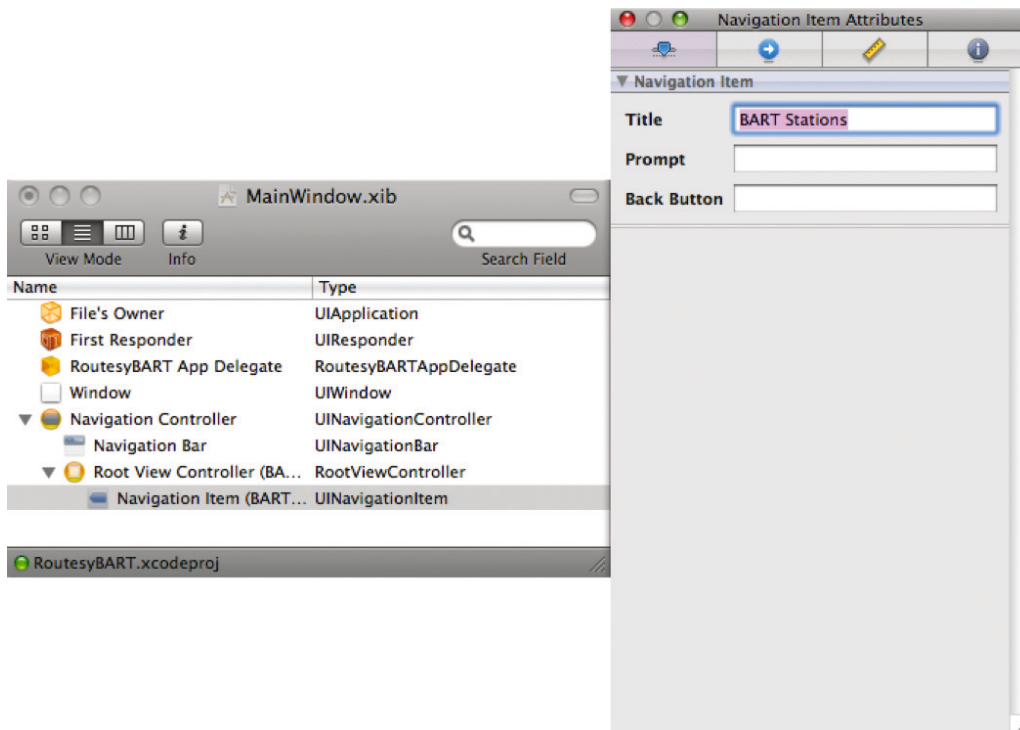 Navigation Item Attributes
Navigation Item
Title BART Stations
Prompt
Back Button
MainWindow.xib
View Mode Info Search Field
Name Type
File's Owner UIApplication
First Responder UIResponder
RoutesyBART App Delegate RoutesyBARTAppDelegate
Window UIWindow
Navigation Controller UINavigationController
Navigation Bar UINavigationBar
Root View Controller (BA... RootViewController
Navigation Item (BART... UINavigationItem
RoutesyBART.xcodeproj